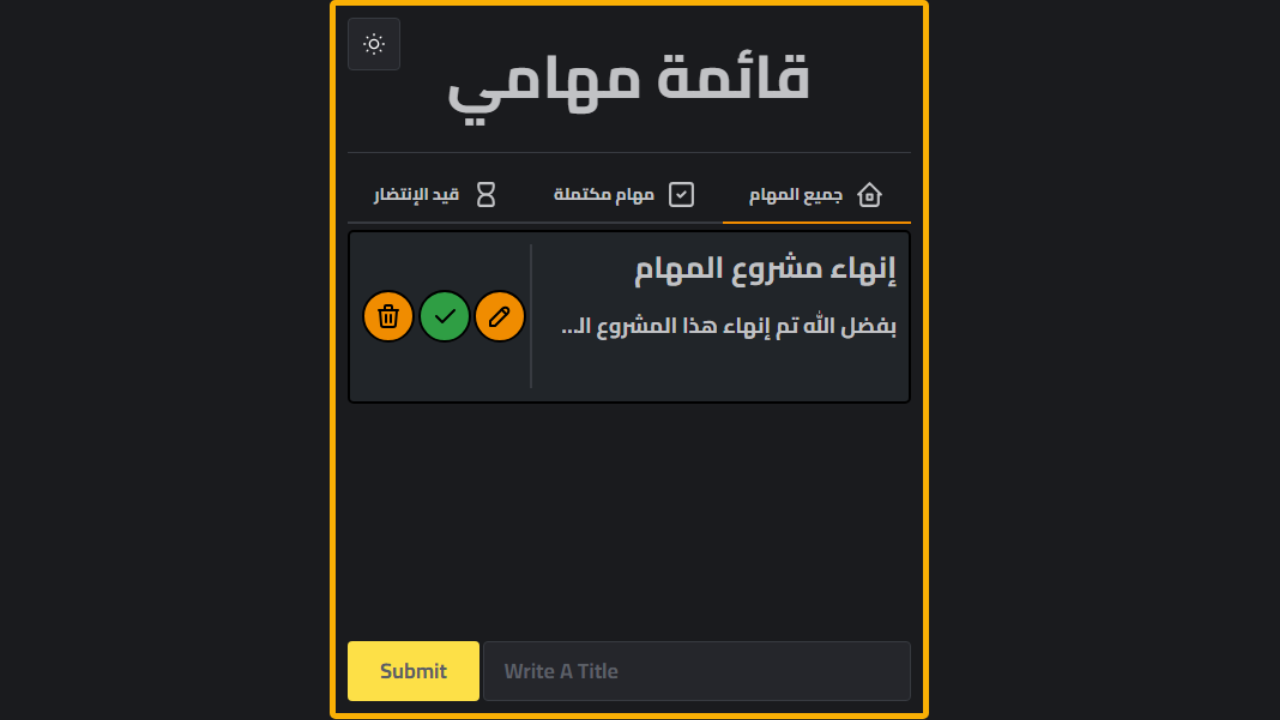 قائمة مهامي
جميع المهام
مهام مكتملة
قيد الإنتضار
إنهاء مشروع المهام
بفضل الله تم إنهاء هذا المشروع الـ...
Write A Title
Submit